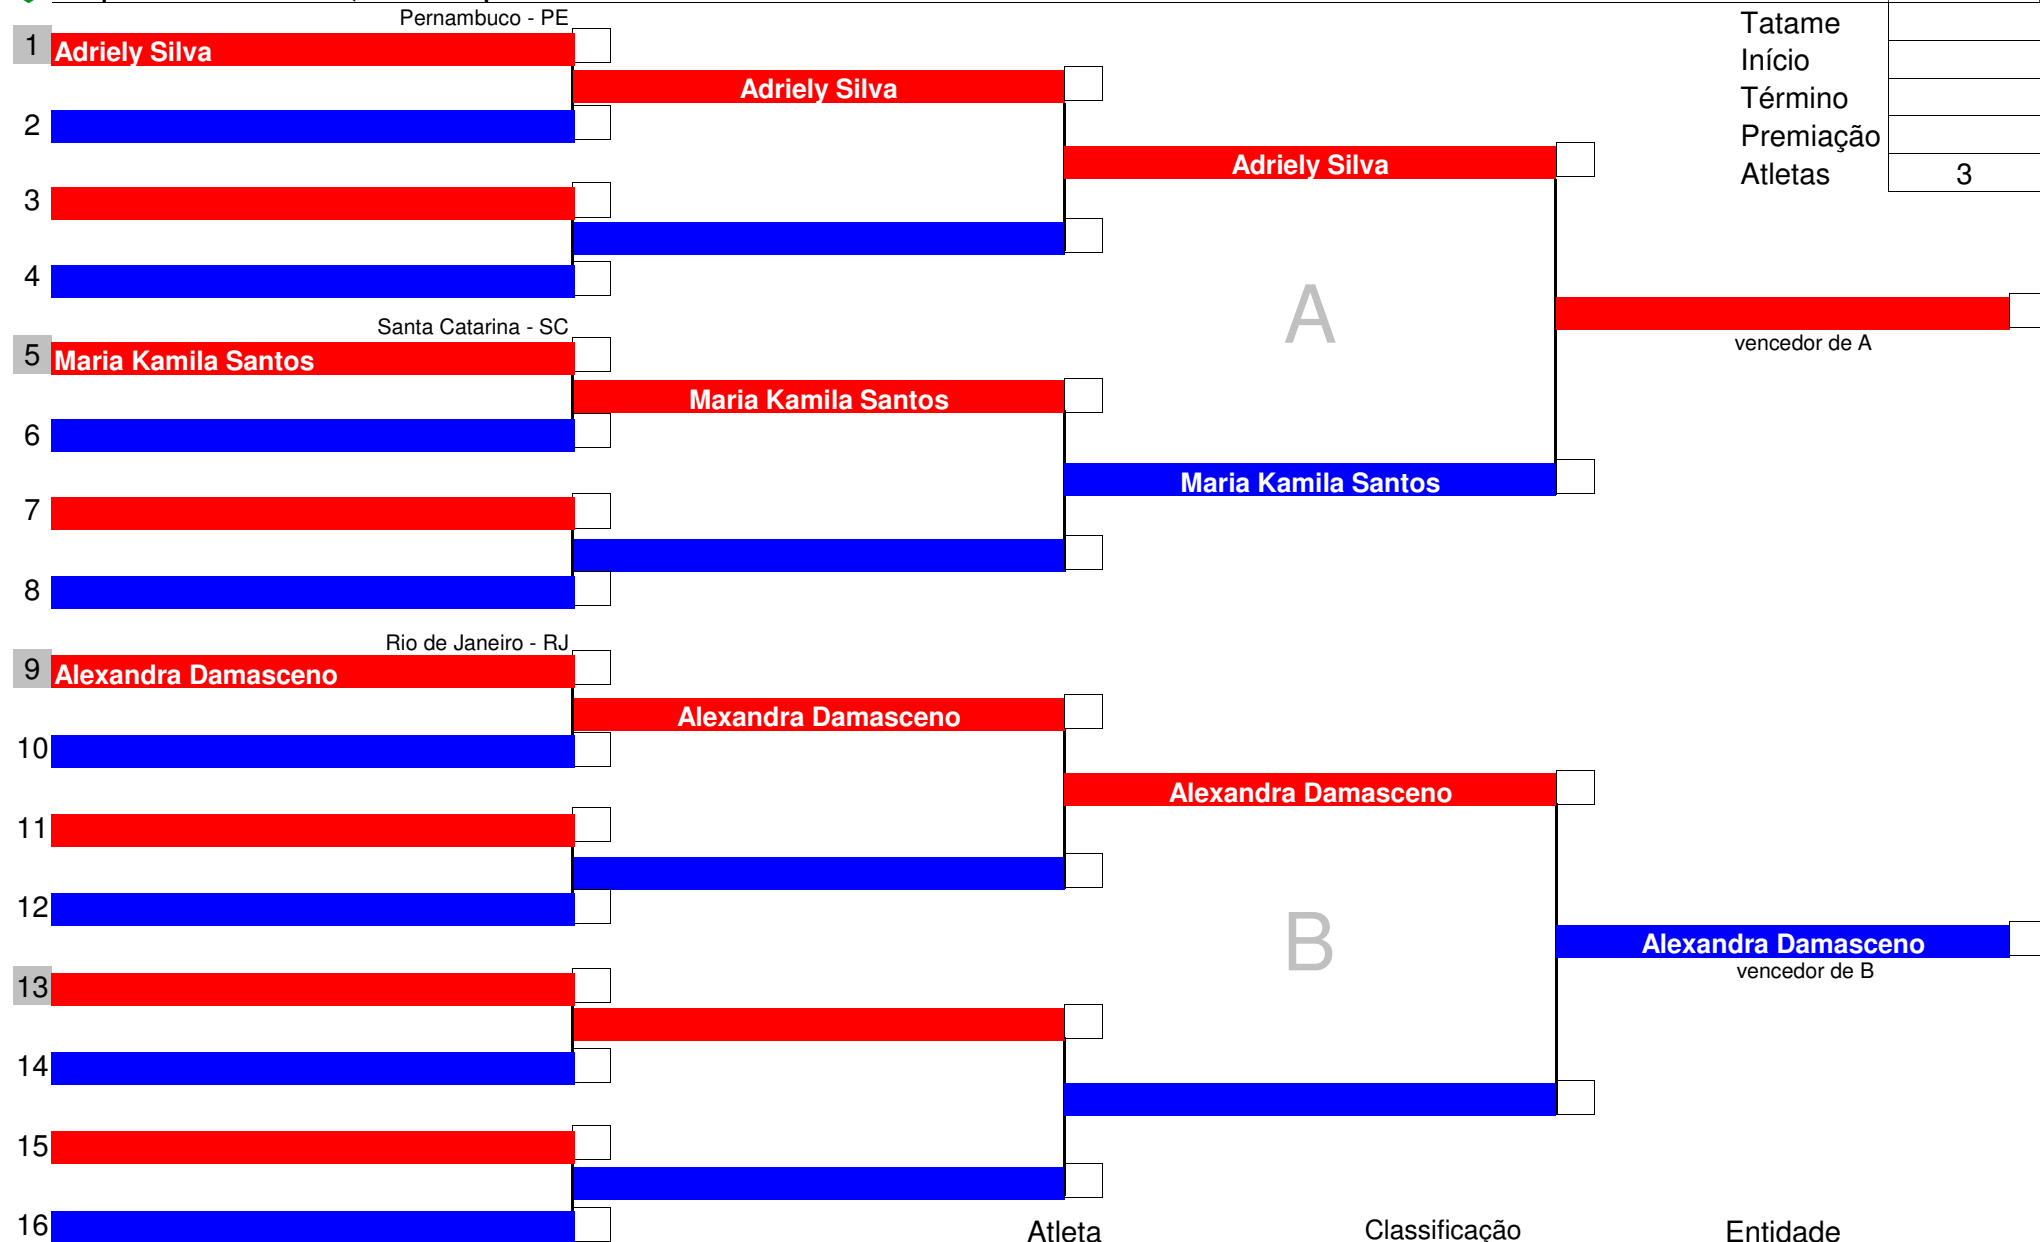 Pernambuco - PE
Tatame
1 Adriely Silva
Início
Adriely Silva
Término
2
Premiação
Adriely Silva
Atletas 3
3
4
A
Santa Catarina - SC
vencedor de A
5 Maria Kamila Santos
Maria Kamila Santos
6
Maria Kamila Santos
7
8
Rio de Janeiro - RJ
9 Alexandra Damasceno
Alexandra Damasceno
10
Alexandra Damasceno
11
12
B
Alexandra Damasceno
vencedor de B
13
14
15
16
Atleta Classificação Entidade